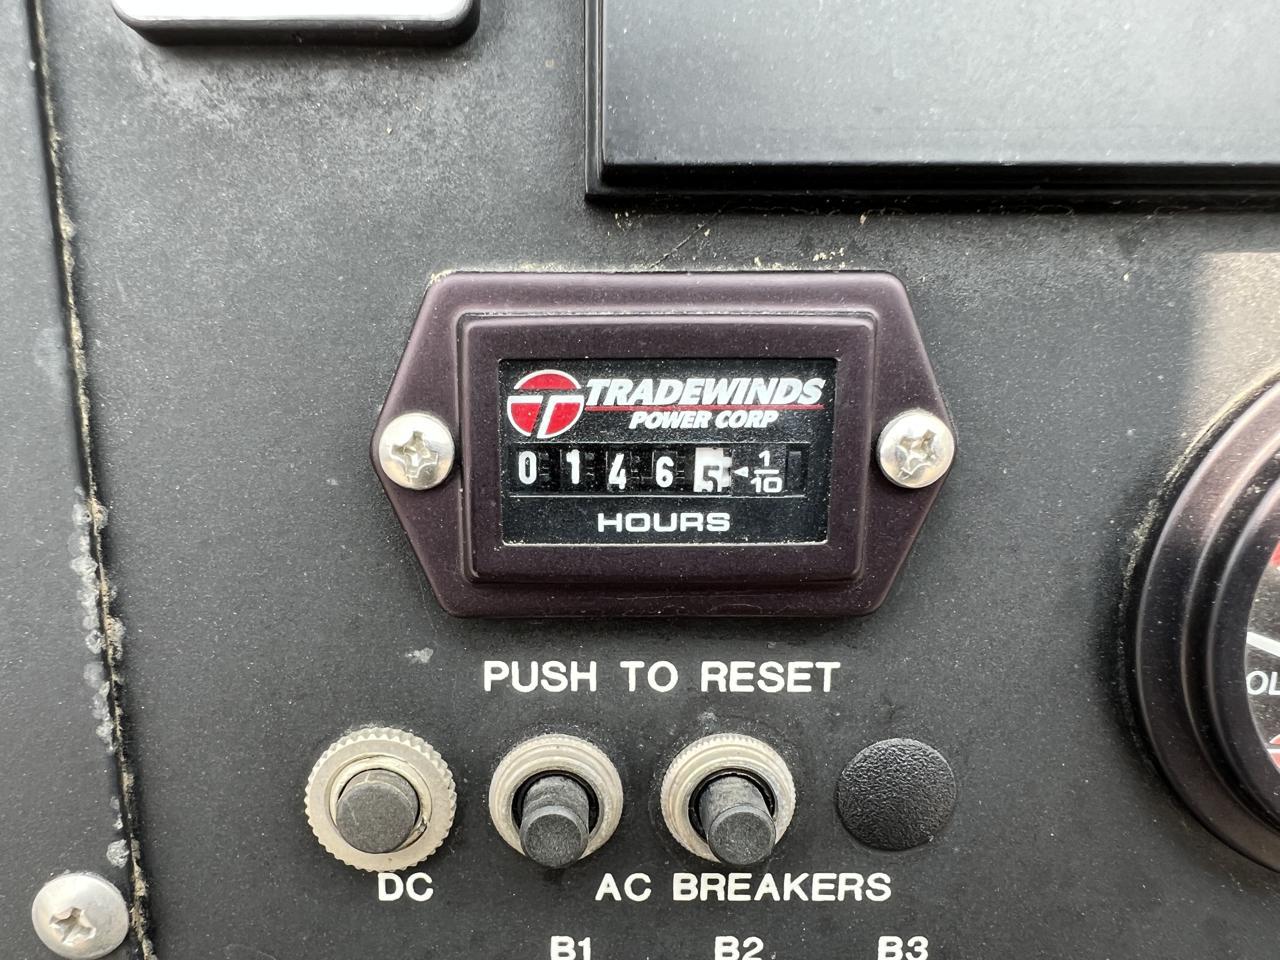 TRADEWINDS
POWER CORP
0 1 4 6 5 ◄ 1/10
HOURS
PUSH TO RESET
DC
AC BREAKERS
B1 B2 B3